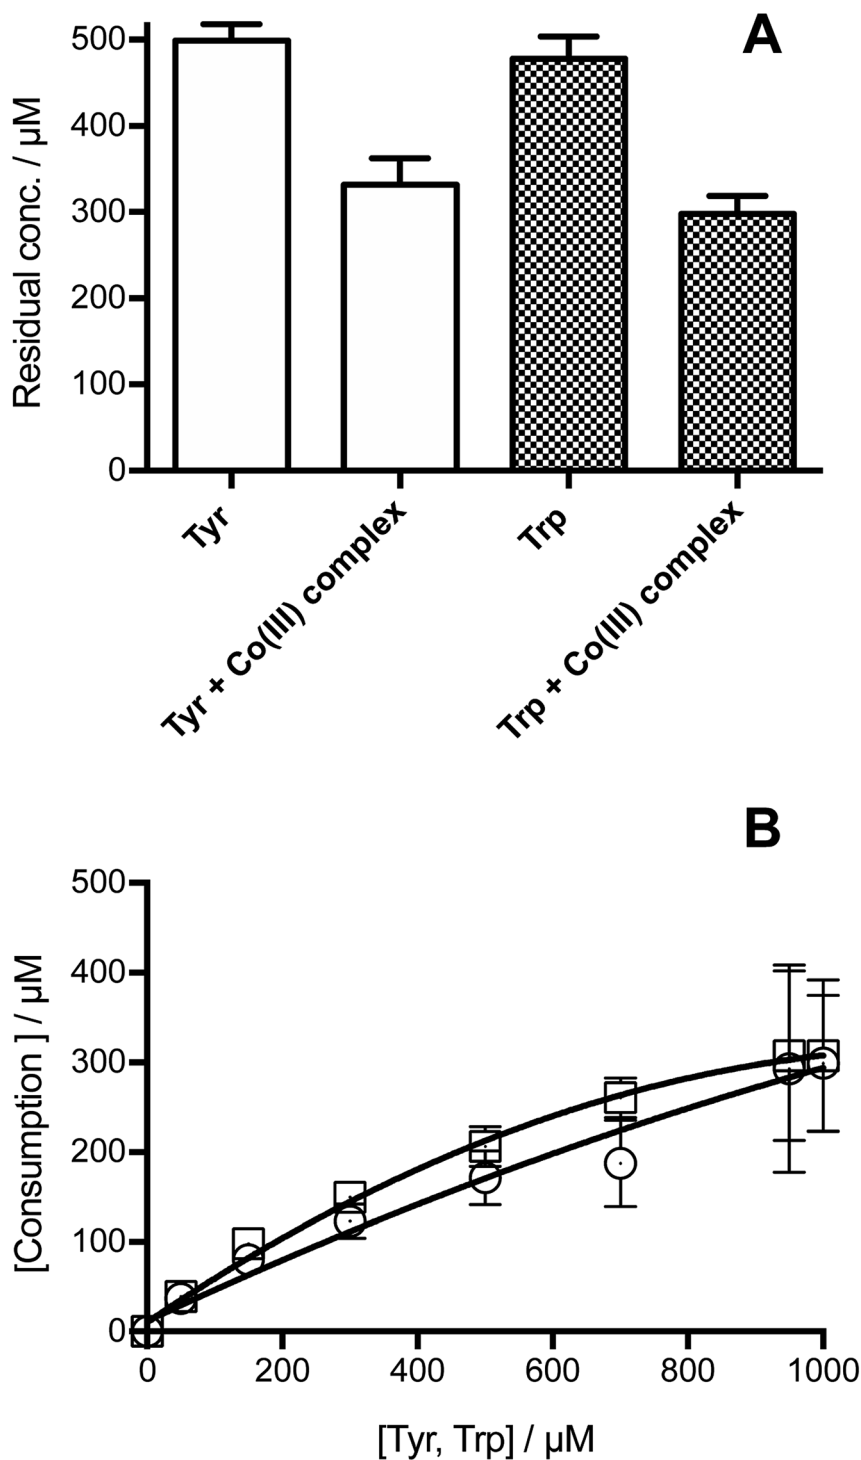 A
Residual conc. / µM
500
400
300
200
100
0
Tyr
Tyr + Co(III) complex
Trp
Trp + Co(III) complex
B
[Consumption ] / µM
500
400
300
200
100
0
0 200 400 600 800 1000
[Tyr, Trp] / µM